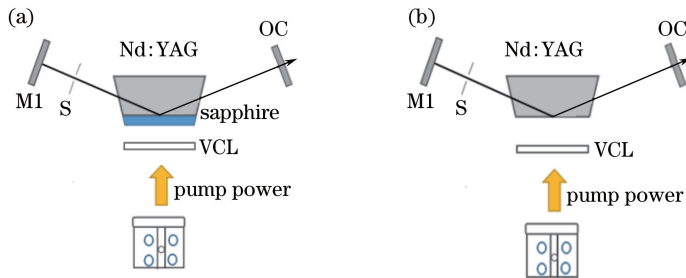 (a)
Nd:YAG
OC
M1
S
sapphire
VCL
pump power
(b)
Nd:YAG
OC
M1
S
VCL
pump power